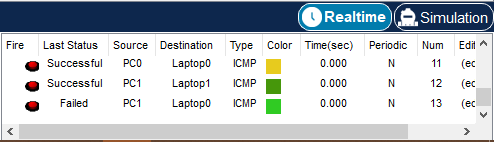 Realtime Simulation
Fire Last Status Source Destination Type Color Time(sec) Periodic Num Edit
Successful PC0 Laptop0 ICMP 0.000 N 11 (ec
Successful PC1 Laptop1 ICMP 0.000 N 12 (ec
Failed PC1 Laptop0 ICMP 0.000 N 13 (ec